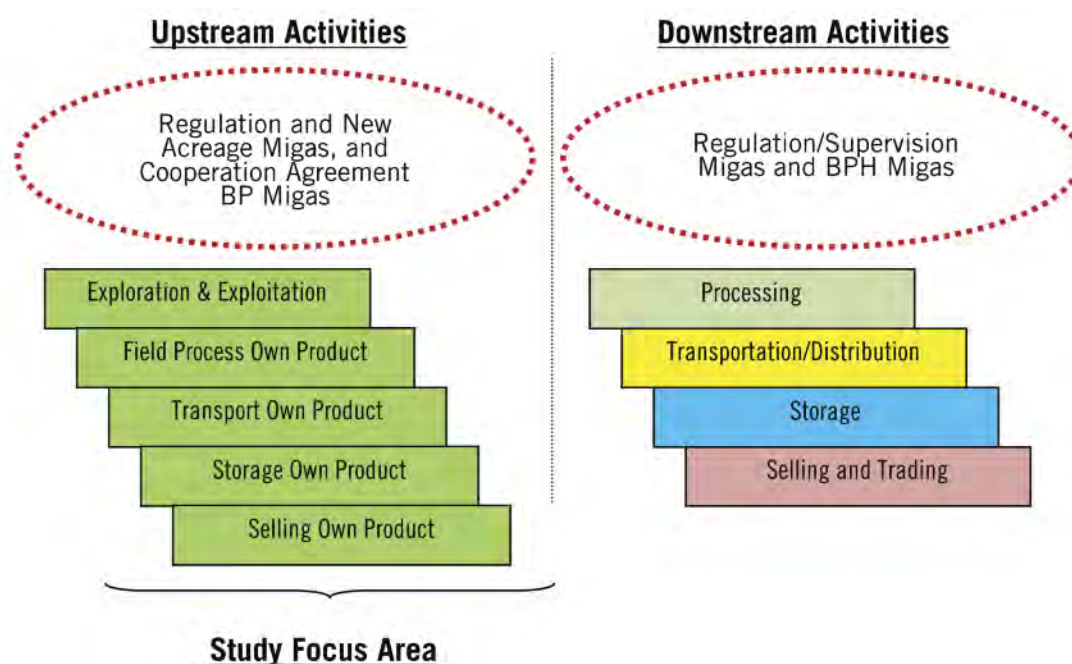 Upstream Activities
Regulation and New
Acreage Migas, and
Cooperation Agreement
BP Migas
Exploration & Exploitation
Field Process Own Product
Transport Own Product
Storage Own Product
Selling Own Product
Study Focus Area
Downstream Activities
Regulation/Supervision
Migas and BPH Migas
Processing
Transportation/Distribution
Storage
Selling and Trading